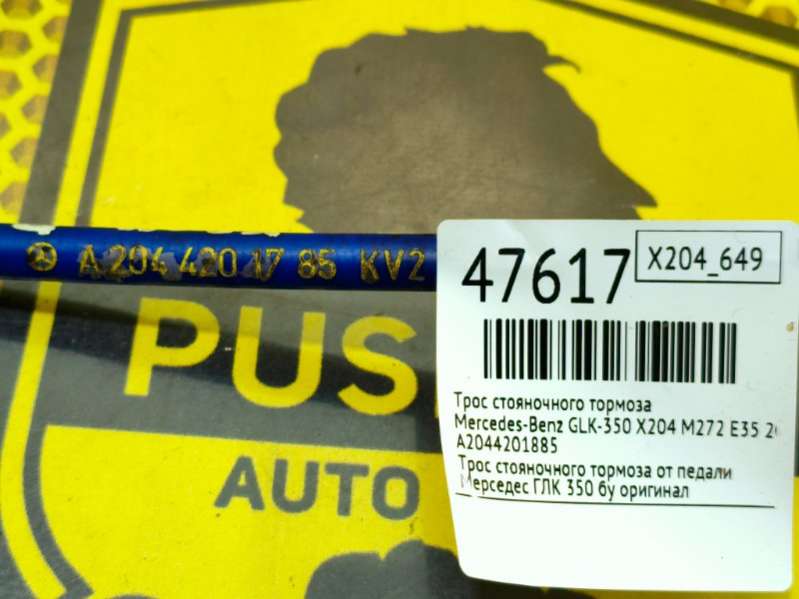 A 204 420 17 85 KV2
47617
X204_649
Трос стояночного тормоза
Mercedes-Benz GLK-350 X204 M272 E35
A2044201885
Трос стояночного тормоза от педали
Мерседес ГЛК 350 бу оригинал
PUS
AUTO